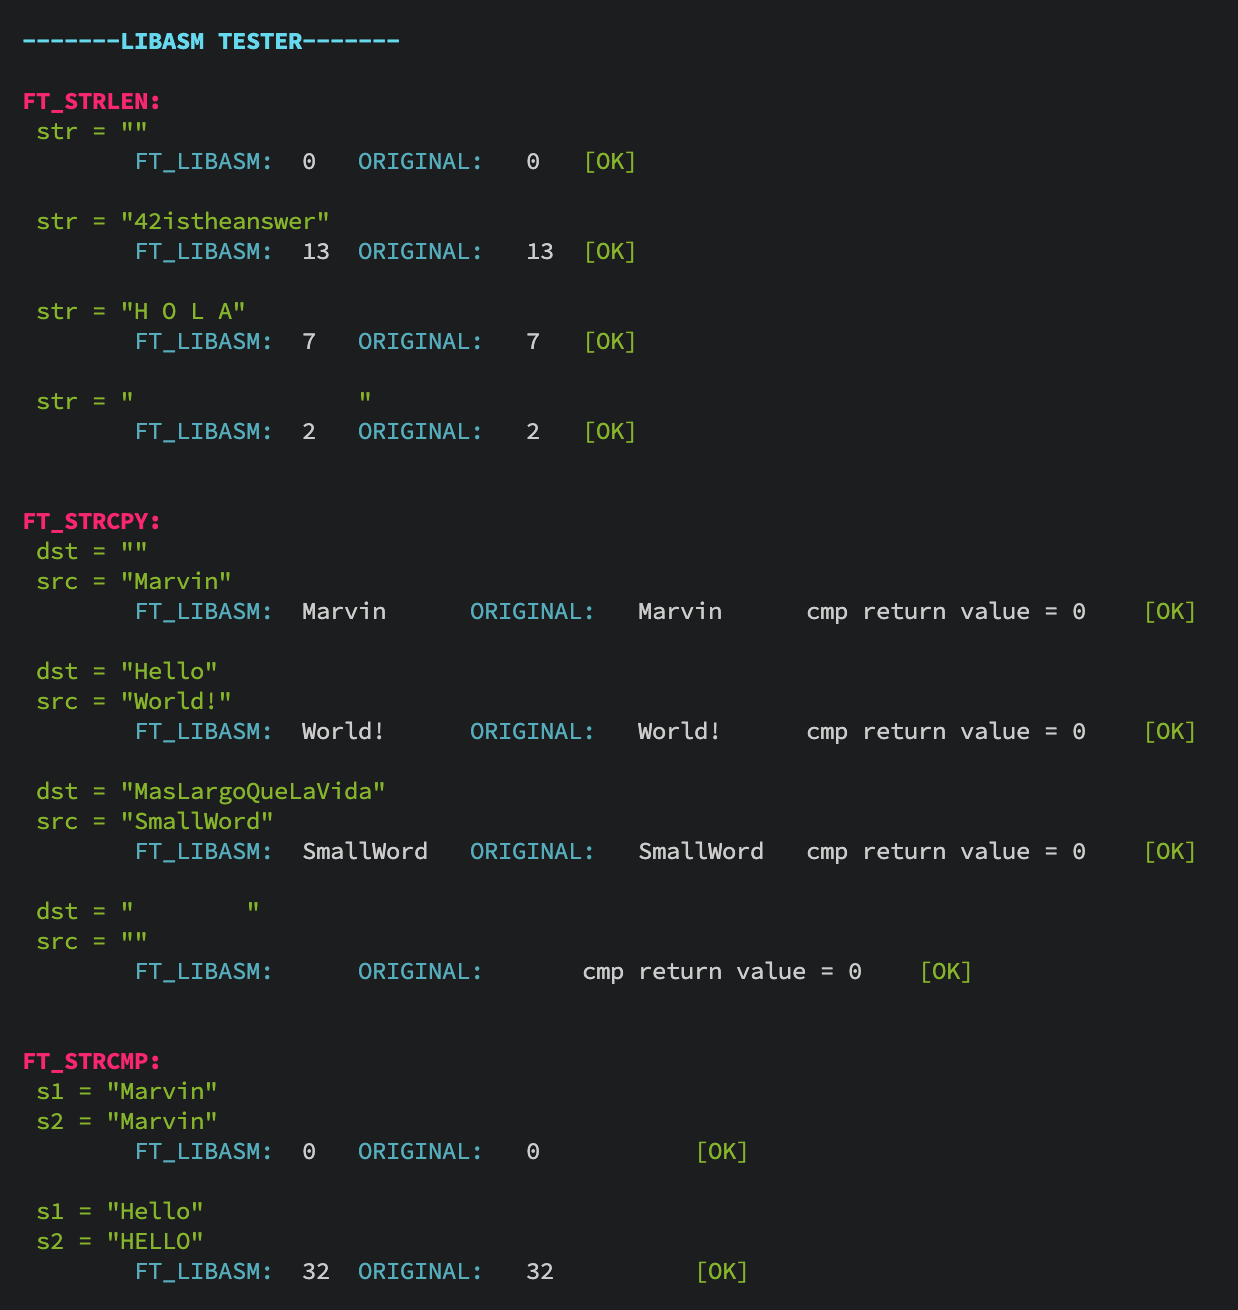 -------LIBASM TESTER-------
FT_STRLEN:
str = ""
FT_LIBASM: 0 ORIGINAL: 0 [OK]
str = "42istheanswer"
FT_LIBASM: 13 ORIGINAL: 13 [OK]
str = "H O L A"
FT_LIBASM: 7 ORIGINAL: 7 [OK]
str = "                "
FT_LIBASM: 2 ORIGINAL: 2 [OK]
FT_STRCPY:
dst = ""
src = "Marvin"
FT_LIBASM: Marvin ORIGINAL: Marvin cmp return value = 0 [OK]
dst = "Hello"
src = "World!"
FT_LIBASM: World! ORIGINAL: World! cmp return value = 0 [OK]
dst = "MasLargoQueLaVida"
src = "SmallWord"
FT_LIBASM: SmallWord ORIGINAL: SmallWord cmp return value = 0 [OK]
dst = "        "
src = ""
FT_LIBASM: ORIGINAL: cmp return value = 0 [OK]
FT_STRCMP:
s1 = "Marvin"
s2 = "Marvin"
FT_LIBASM: 0 ORIGINAL: 0 [OK]
s1 = "Hello"
s2 = "HELLO"
FT_LIBASM: 32 ORIGINAL: 32 [OK]